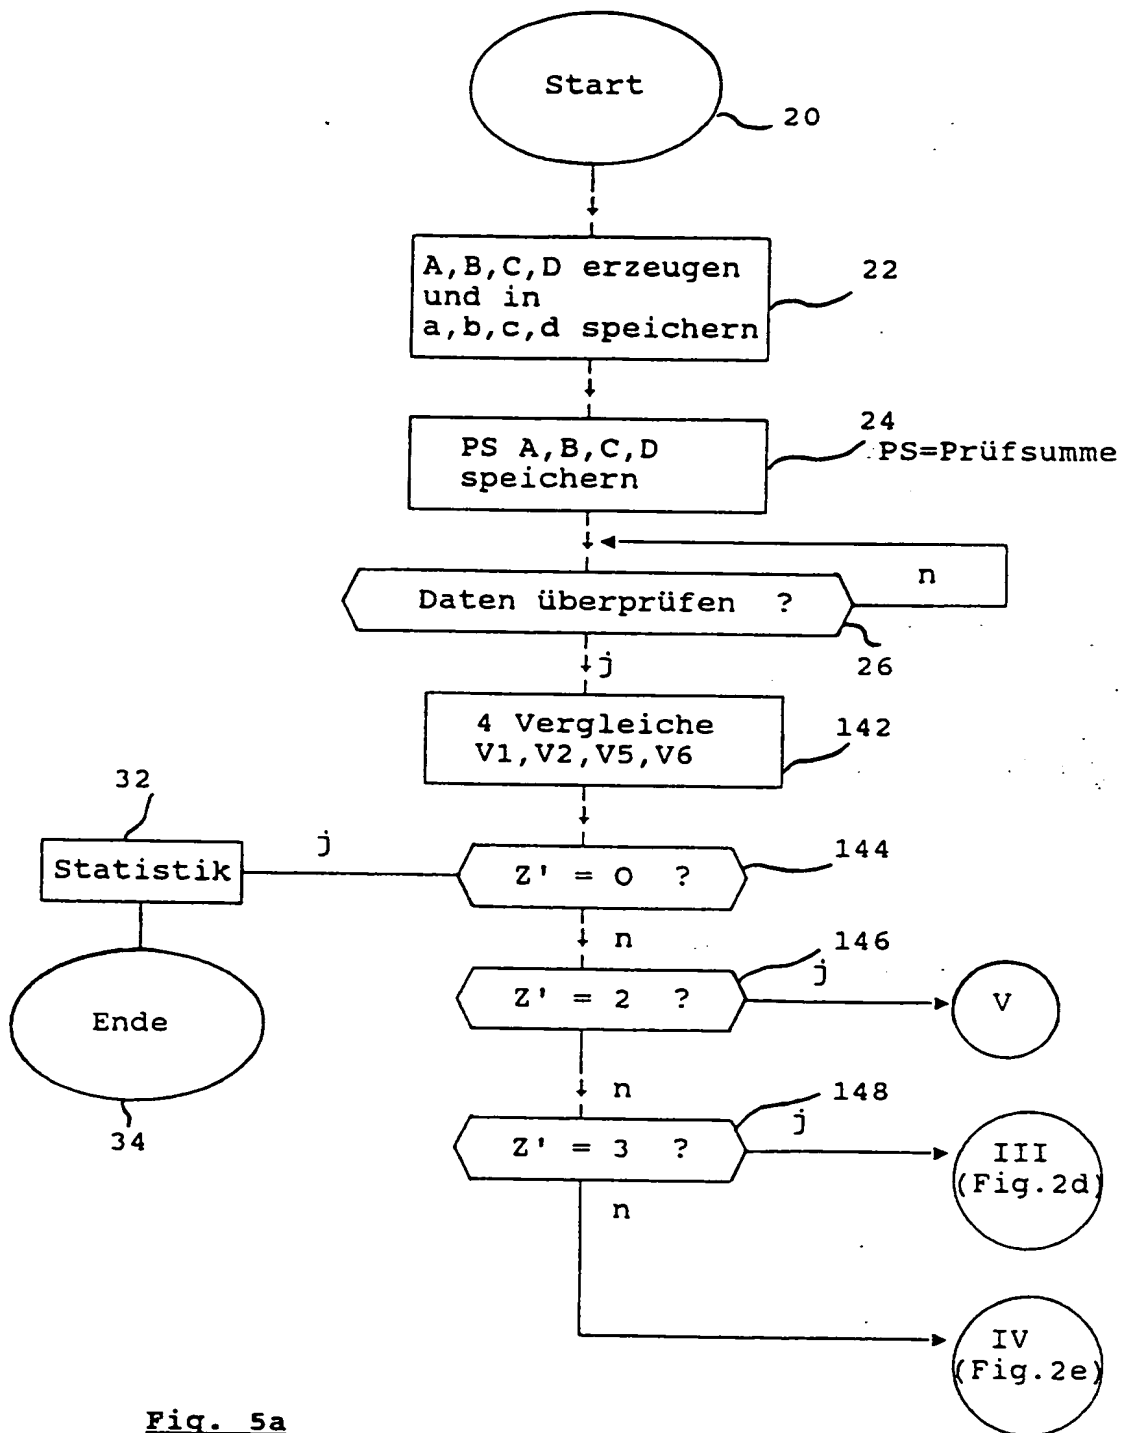 Start
20
A,B,C,D erzeugen
und in
a,b,c,d speichern
22
PS A,B,C,D
speichern
24
PS=Prüfsumme
n
Daten überprüfen ?
26
j
4 Vergleiche
V1,V2,V5,V6
142
32
Statistik
j
Z' = O ?
144
n
Ende
34
Z' = 2 ?
146
j
V
n
Z' = 3 ?
148
j
III
(Fig.2d)
n
IV
(Fig.2e)
Fig. 5a